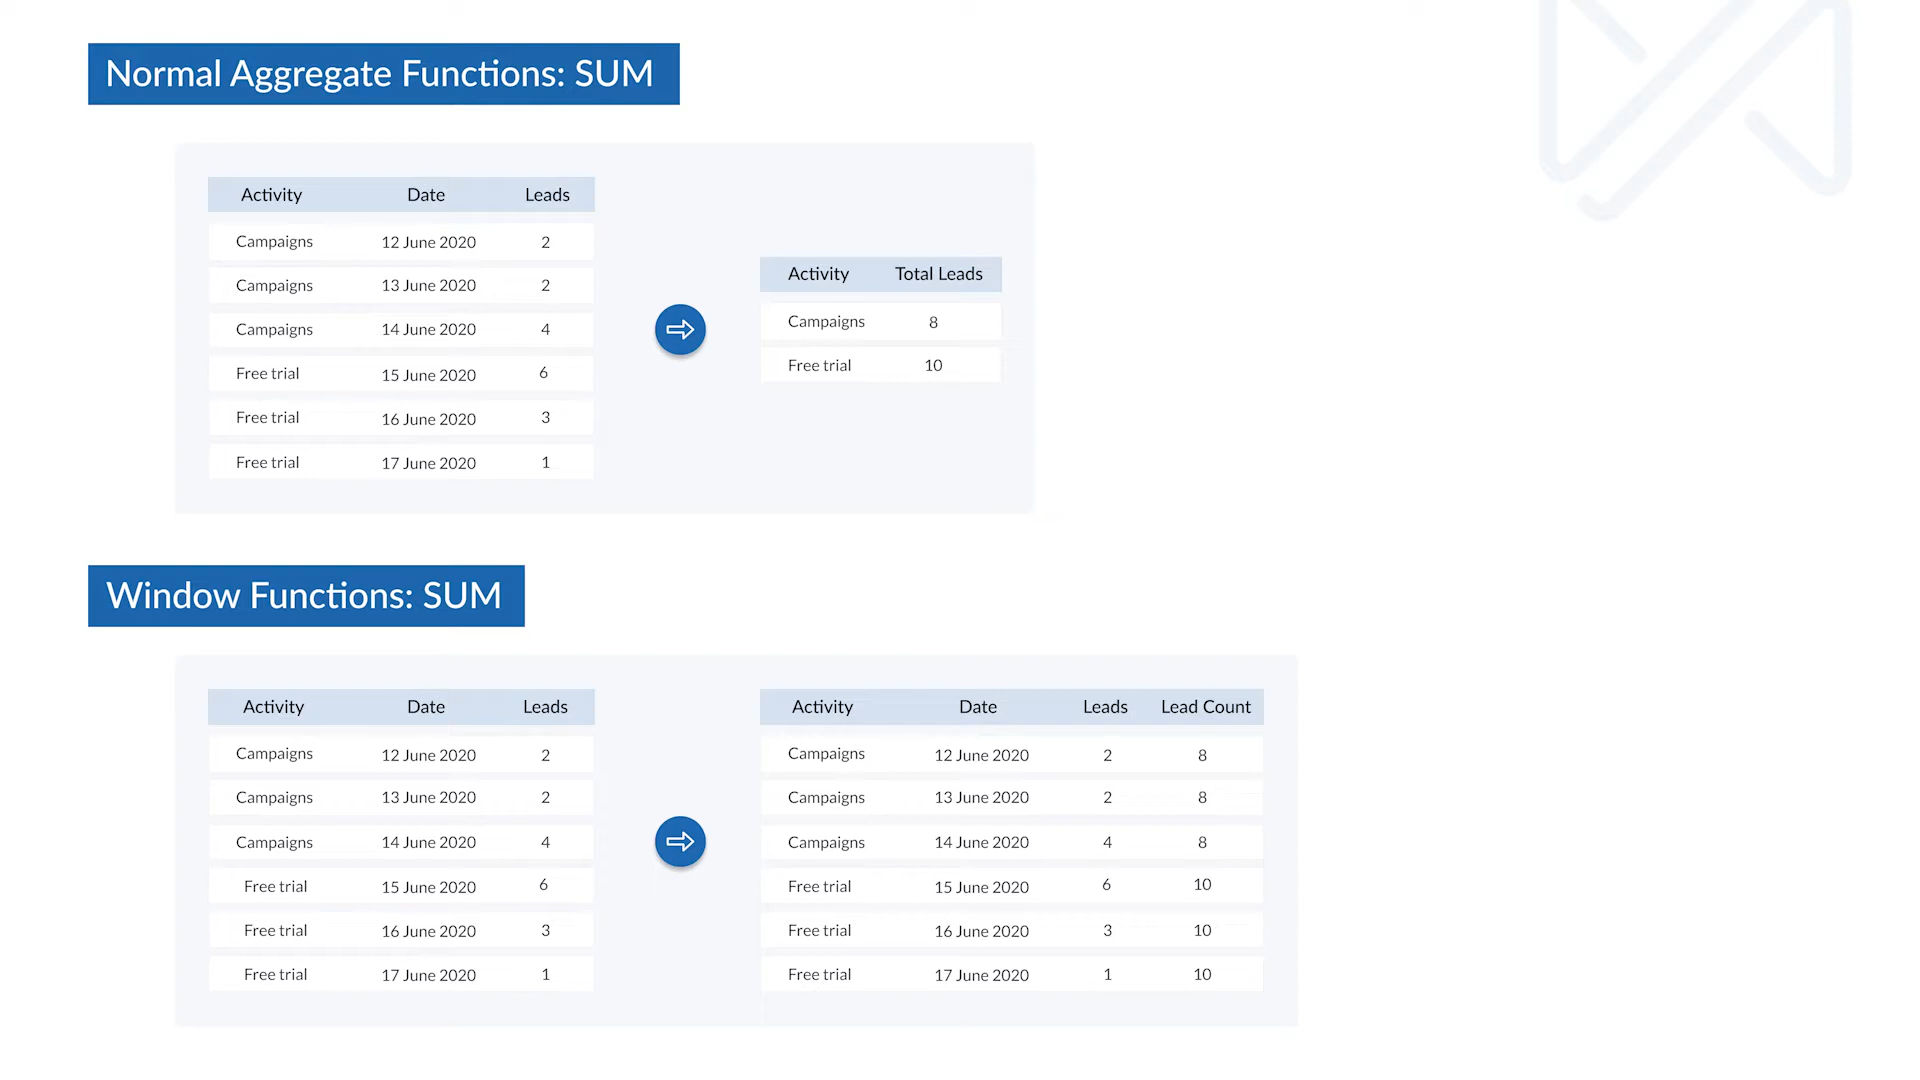 Normal Aggregate Functions: SUM
Activity Date Leads
Campaigns 12 June 2020 2
Campaigns 13 June 2020 2
Campaigns 14 June 2020 4
Free trial 15 June 2020 6
Free trial 16 June 2020 3
Free trial 17 June 2020 1
Activity Total Leads
Campaigns 8
Free trial 10
Window Functions: SUM
Activity Date Leads
Campaigns 12 June 2020 2
Campaigns 13 June 2020 2
Campaigns 14 June 2020 4
Free trial 15 June 2020 6
Free trial 16 June 2020 3
Free trial 17 June 2020 1
Activity Date Leads Lead Count
Campaigns 12 June 2020 2 8
Campaigns 13 June 2020 2 8
Campaigns 14 June 2020 4 8
Free trial 15 June 2020 6 10
Free trial 16 June 2020 3 10
Free trial 17 June 2020 1 10